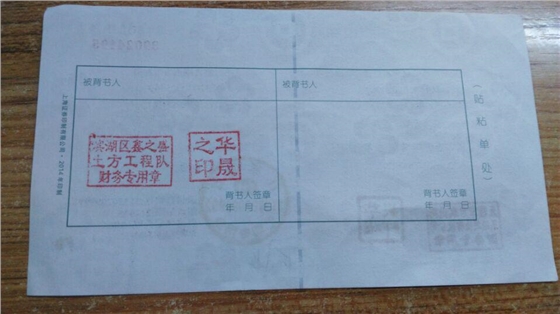 被背书人
被背书人
滨湖区鑫之
土方工程队
财务专用章
华晟
之印
背书人签章
年 月 日
背书人签章
年 月 日
（粘贴单处）